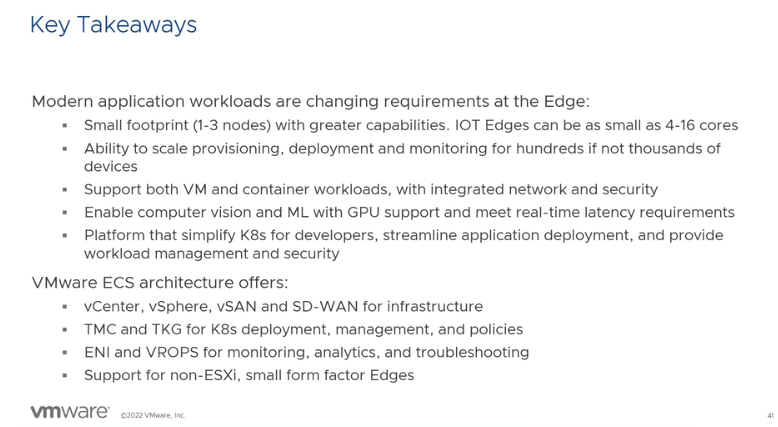 Key Takeaways
Modern application workloads are changing requirements at the Edge:
▪ Small footprint (1-3 nodes) with greater capabilities. IOT Edges can be as small as 4-16 cores
▪ Ability to scale provisioning, deployment and monitoring for hundreds if not thousands of
devices
▪ Support both VM and container workloads, with integrated network and security
▪ Enable computer vision and ML with GPU support and meet real-time latency requirements
▪ Platform that simplify K8s for developers, streamline application deployment, and provide
workload management and security
VMware ECS architecture offers:
▪ vCenter, vSphere, vSAN and SD-WAN for infrastructure
▪ TMC and TKG for K8s deployment, management, and policies
▪ ENI and VROPS for monitoring, analytics, and troubleshooting
▪ Support for non-ESXi, small form factor Edges
vmware® ©2022 VMware, Inc. 41